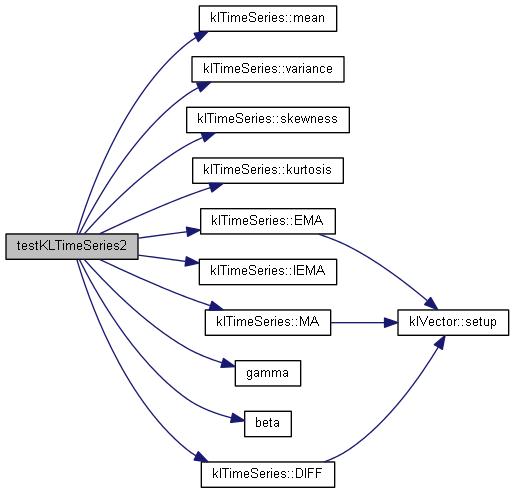 klTimeSeries::mean
klTimeSeries::variance
klTimeSeries::skewness
klTimeSeries::kurtosis
testKLTimeSeries2
klTimeSeries::EMA
klTimeSeries::IEMA
klTimeSeries::MA
klVector::setup
gamma
beta
klTimeSeries::DIFF